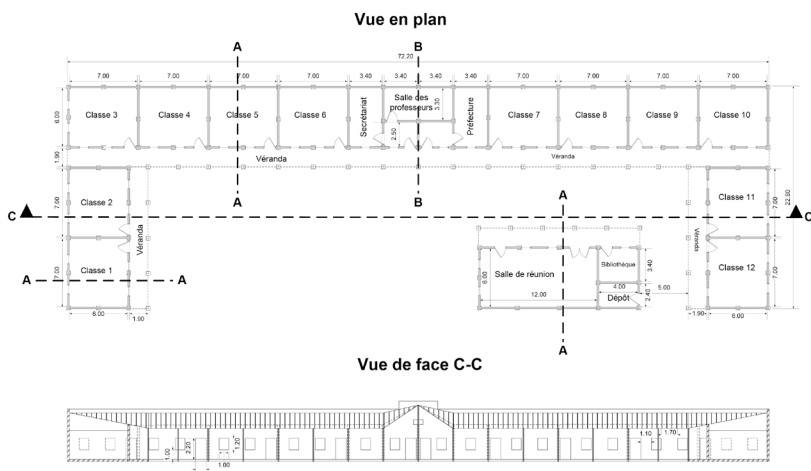 Vue en plan
A
B
72.20
7.00
7.00
7.00
7.00
3.40
3.40
3.40
3.40
7.00
7.00
7.00
7.00
Classe 3
Classe 4
Classe 5
Classe 6
Secrétariat
Salle des
professeurs
3.30
2.50
Préfecture
Classe 7
Classe 8
Classe 9
Classe 10
6.00
1.90
Véranda
Véranda
Classe 2
7.00
Véranda
A
B
A
Classe 11
7.00
22.90
C
C
Véranda
Classe 1
7.00
A
A
Salle de réunion
6.00
Bibliothèque
3.40
4.00
Dépôt
2.40
5.00
12.00
Classe 12
7.00
6.00
1.90
1.90
6.00
A
Vue de face C-C
1.00
2.20
1.20
1.00
1.10
1.70